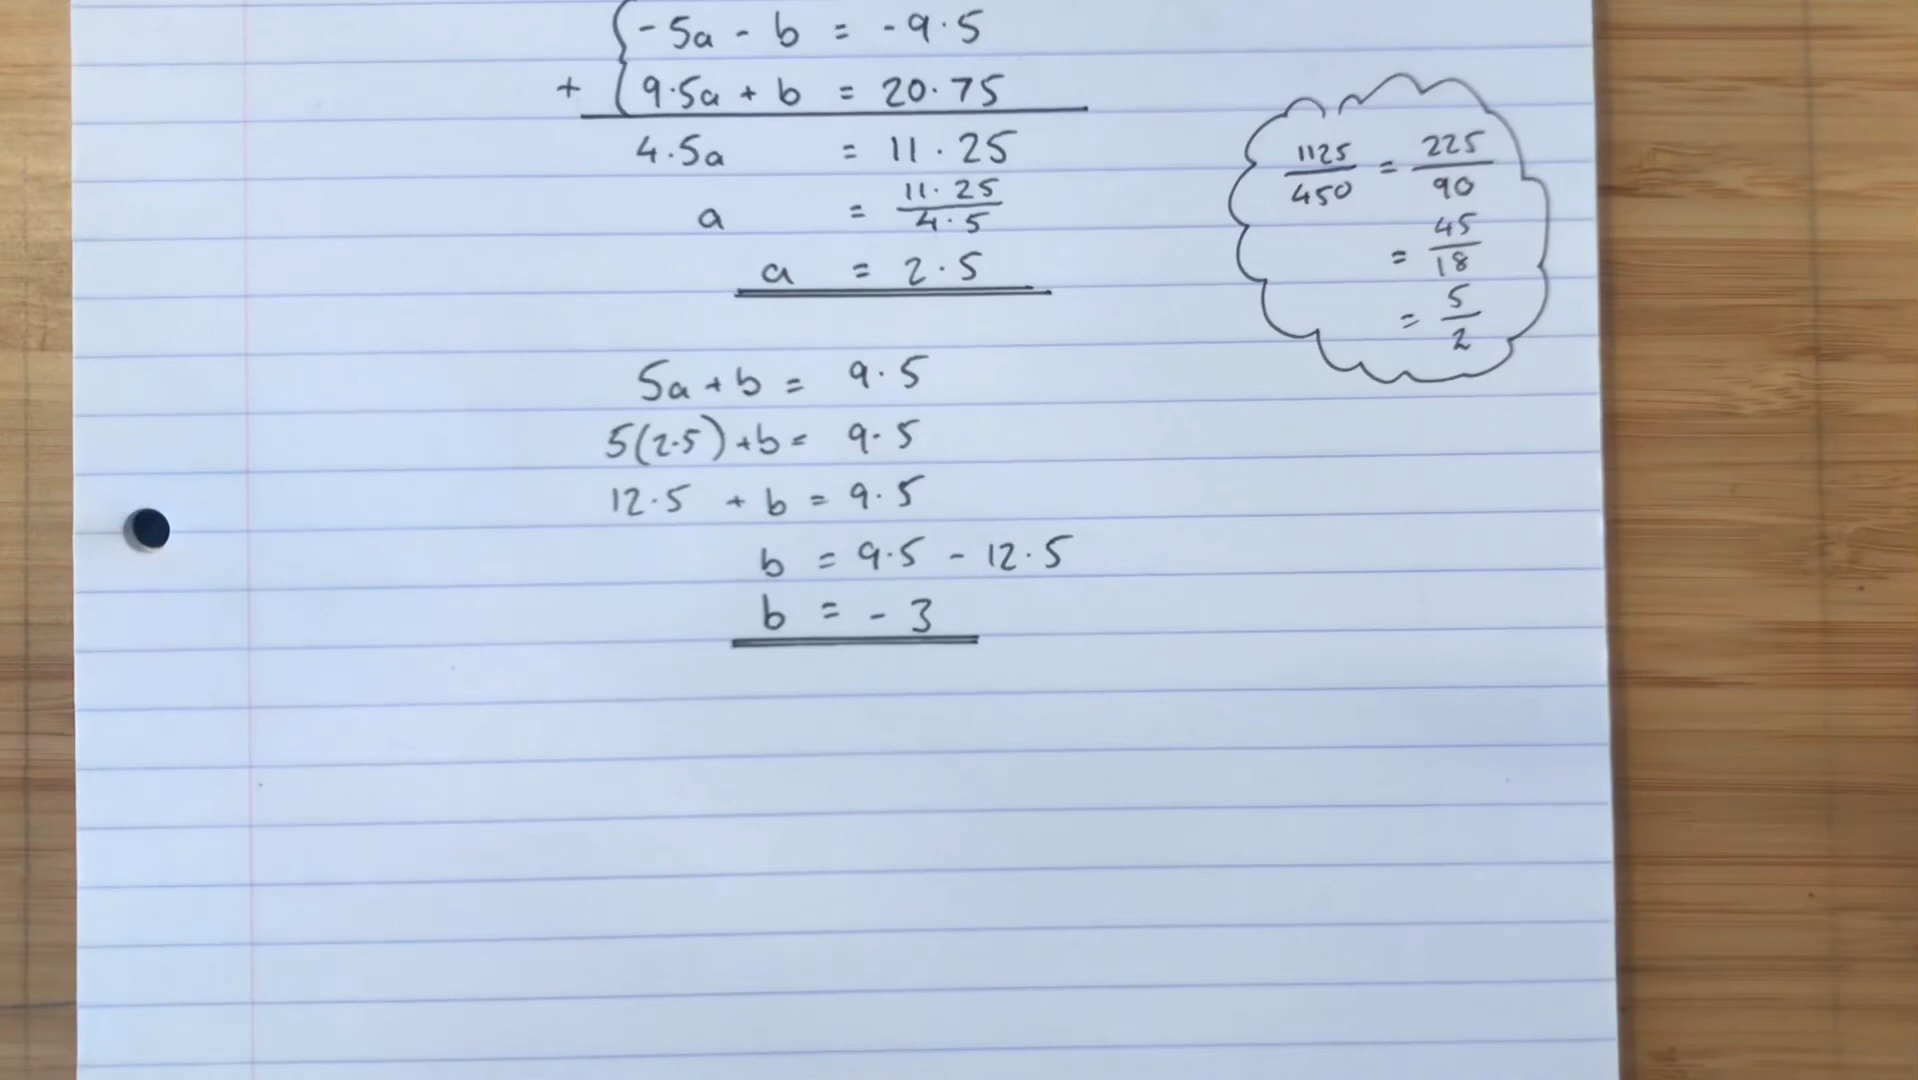 -5a - b = -9.5
+ 9.5a + b = 20.75
4.5a = 11.25
a = 11.25/4.5
a = 2.5
5a + b = 9.5
5(2.5) + b = 9.5
12.5 + b = 9.5
b = 9.5 - 12.5
b = -3
1125/450 = 225/90
= 45/18
= 5/2